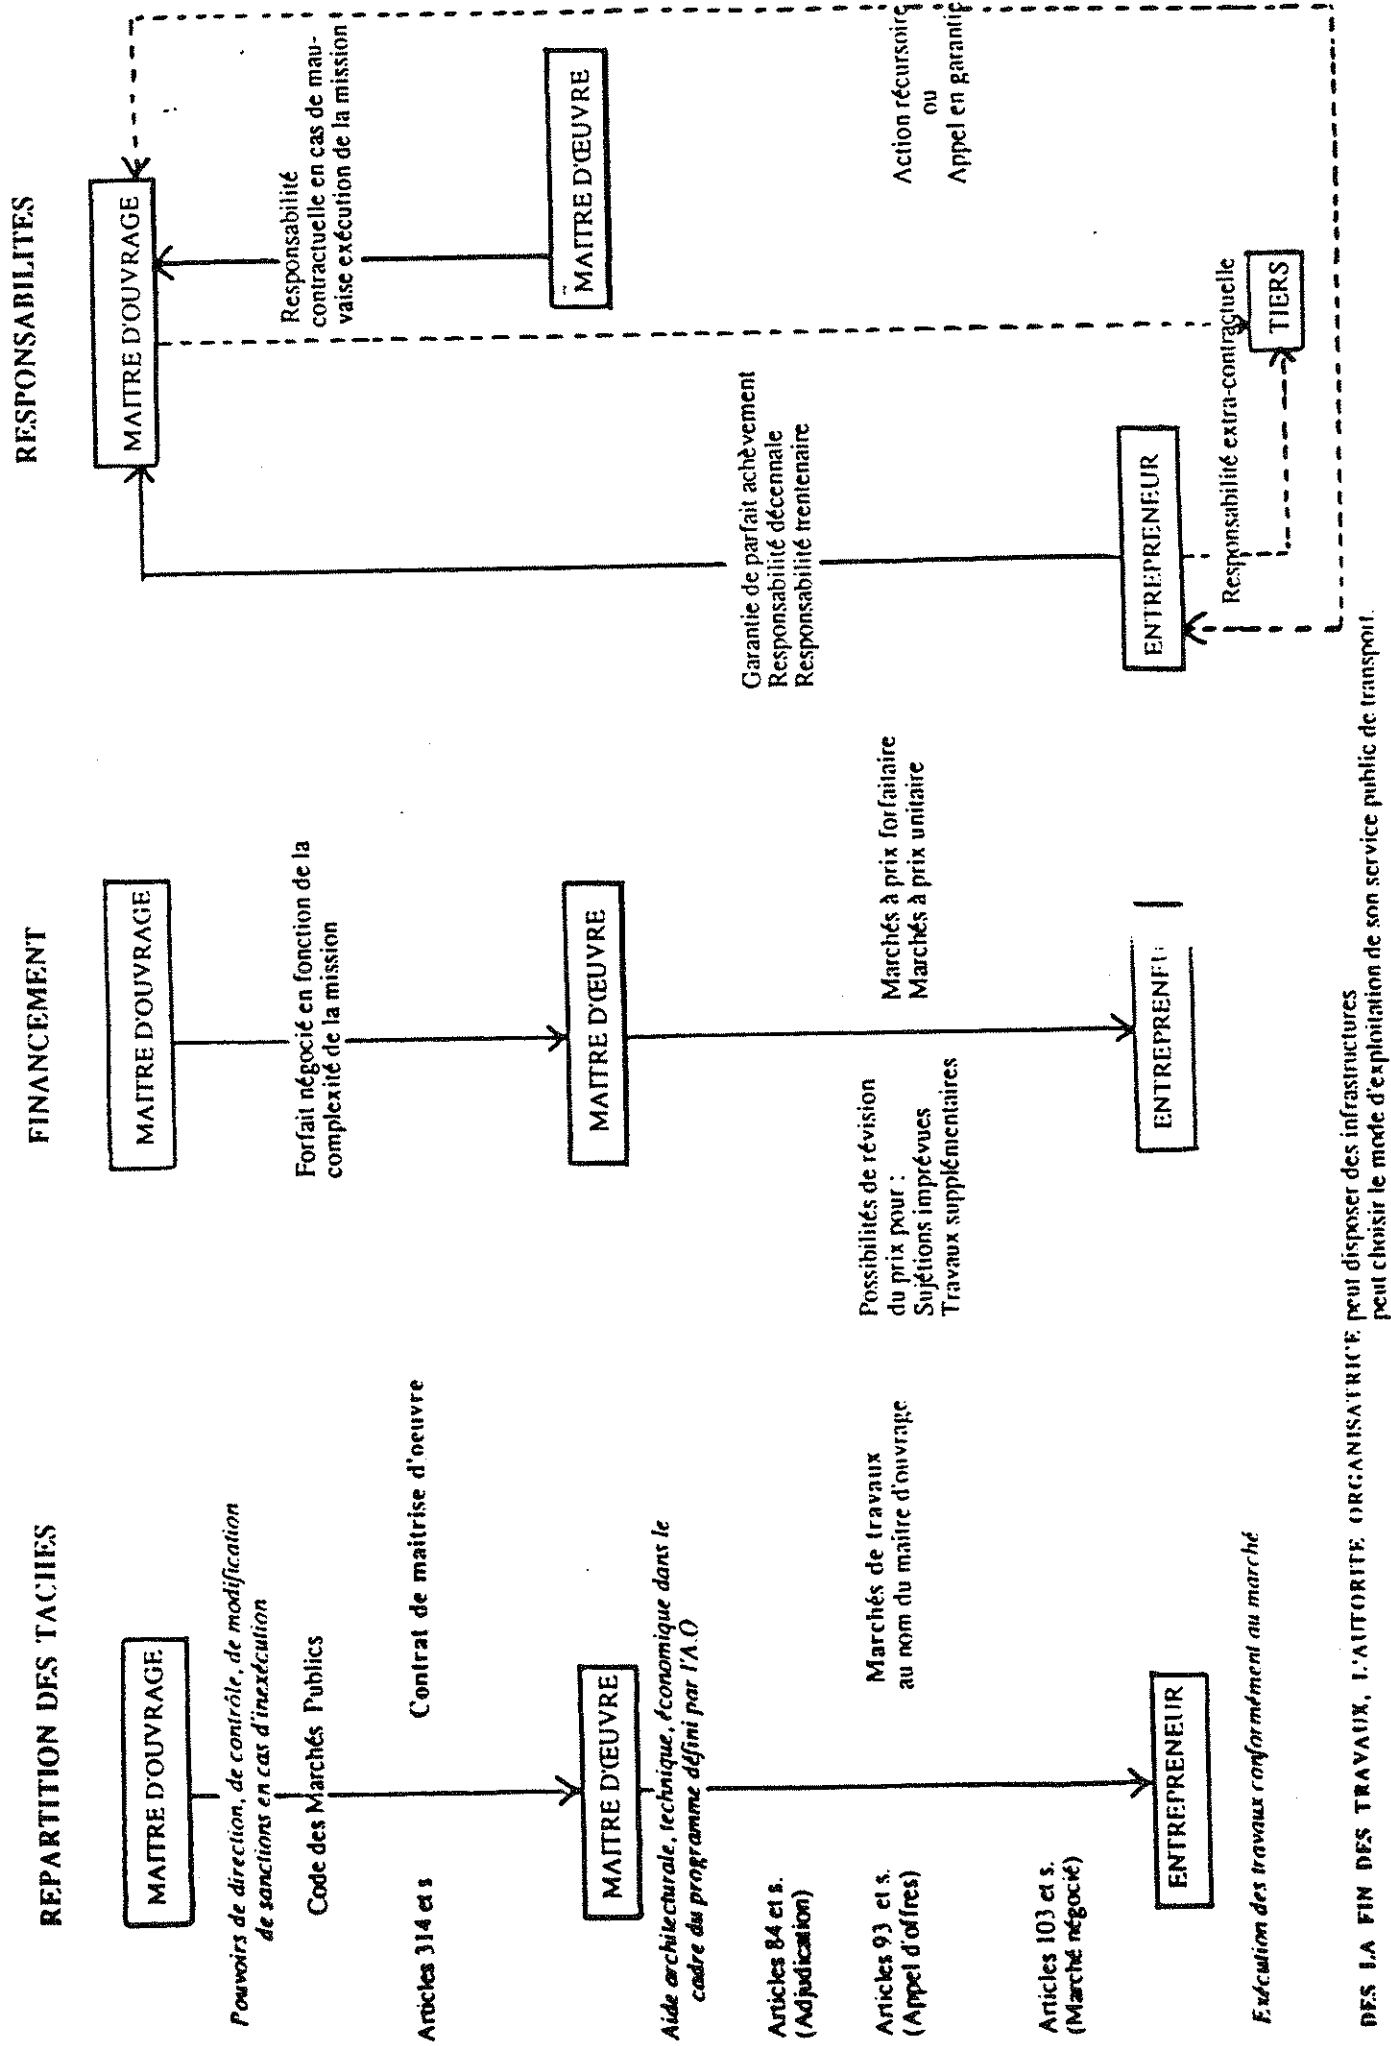 REPARTITION DES TACHES
MAITRE D'OUVRAGE
Pouvoirs de direction, de contrôle, de modification
de sanctions en cas d'inexécution
Code des Marchés Publics
Articles 314 et s
Contrat de maitrise d'oeuvre
MAITRE D'ŒUVRE
Aide architecturale, technique, économique dans le
cadre du programme défini par l'A.O
Articles 84 et s.
(Adjudication)
Articles 93 et s.
(Appel d'offres)
Marchés de travaux
au nom du maître d'ouvrage
Articles 103 et s.
(Marché négocié)
ENTREPRENEUR
Exécution des travaux conformément au marché
FINANCEMENT
MAITRE D'OUVRAGE
Forfait négocié en fonction de la
complexité de la mission
MAITRE D'ŒUVRE
Possibilités de révision
du prix pour :
Sujétions imprévues
Travaux supplémentaires
Marchés à prix forfaitaire
Marchés à prix unitaire
ENTREPRENEU
RESPONSABILITES
MAITRE D'OUVRAGE
Responsabilité
contractuelle en cas de mau-
vaise exécution de la mission
MAITRE D'ŒUVRE
Garantie de parfait achèvement
Responsabilité décennale
Responsabilité trentenaire
Action récursoire
ou
Appel en garantie
ENTREPRENEUR
Responsabilité extra-contractuelle
TIERS
DES LA FIN DES TRAVAUX, L'AUTORITE ORGANISATRICE peut disposer des infrastructures
peut choisir le mode d'exploitation de son service public de transport.